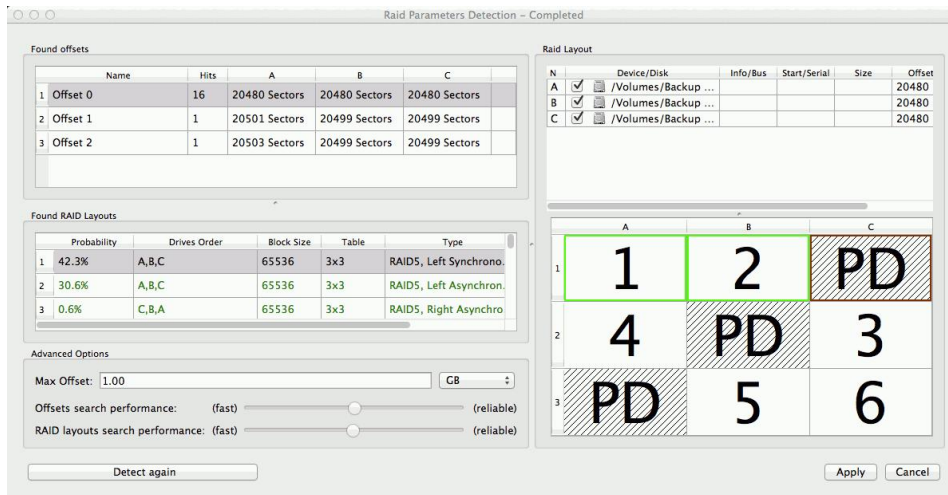 Raid Parameters Detection – Completed
Found offsets
Name Hits A B C
1 Offset 0 16 20480 Sectors 20480 Sectors 20480 Sectors
2 Offset 1 1 20501 Sectors 20499 Sectors 20499 Sectors
3 Offset 2 1 20503 Sectors 20499 Sectors 20499 Sectors
Found RAID Layouts
Probability Drives Order Block Size Table Type
1 42.3% A,B,C 65536 3x3 RAID5, Left Synchrono.
2 30.6% A,B,C 65536 3x3 RAID5, Left Asynchron.
3 0.6% C,B,A 65536 3x3 RAID5, Right Asynchro
Advanced Options
Max Offset: 1.00 GB
Offsets search performance: (fast) (reliable)
RAID layouts search performance: (fast) (reliable)
Detect again
Raid Layout
N Device/Disk Info/Bus Start/Serial Size Offset
A /Volumes/Backup ... 20480
B /Volumes/Backup ... 20480
C /Volumes/Backup ... 20480
A B C
1 1 2 PD
2 4 PD 3
3 PD 5 6
Apply Cancel